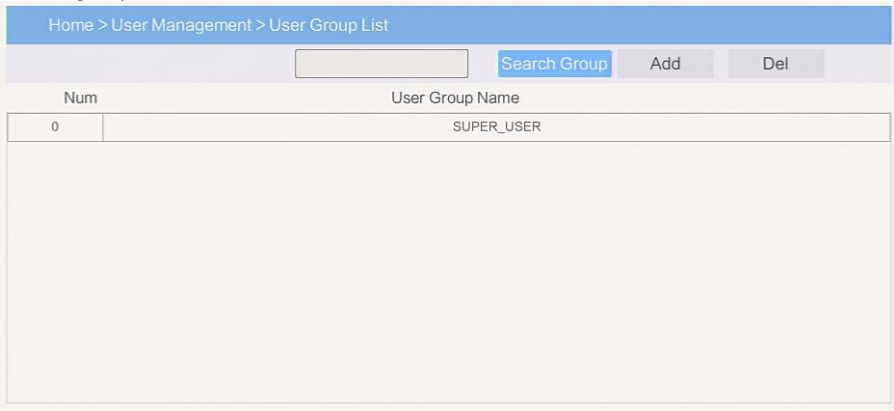 Home > User Management > User Group List
Search Group Add Del
Num User Group Name
0 SUPER_USER